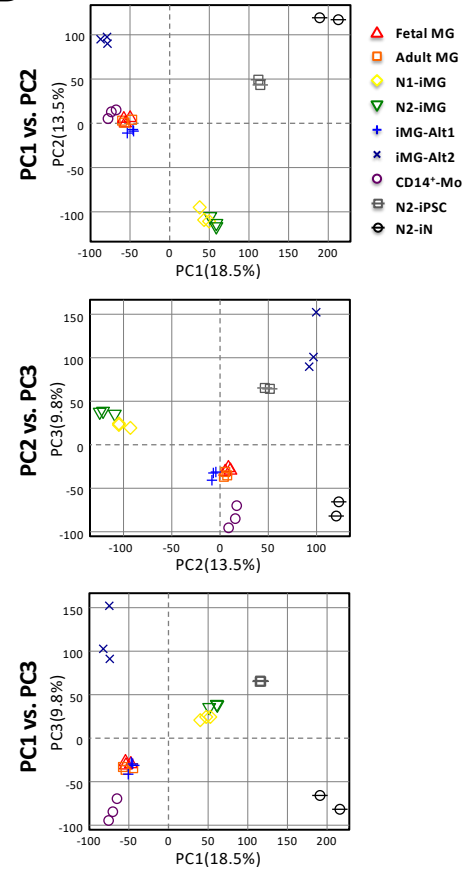 PC1 vs. PC2
PC2(13.5%)
100
50
0
-50
-100
-100 -50 0 50 100 150 200
PC1(18.5%)
Fetal MG
Adult MG
N1-iMG
N2-iMG
iMG-Alt1
iMG-Alt2
CD14⁺-Mo
N2-iPSC
N2-iN
PC2 vs. PC3
PC3(9.8%)
150
100
50
0
-50
-100
-100 -50 0 50 100
PC2(13.5%)
PC1 vs. PC3
PC3(9.8%)
150
100
50
0
-50
-100
-100 -50 0 50 100 150 200
PC1(18.5%)